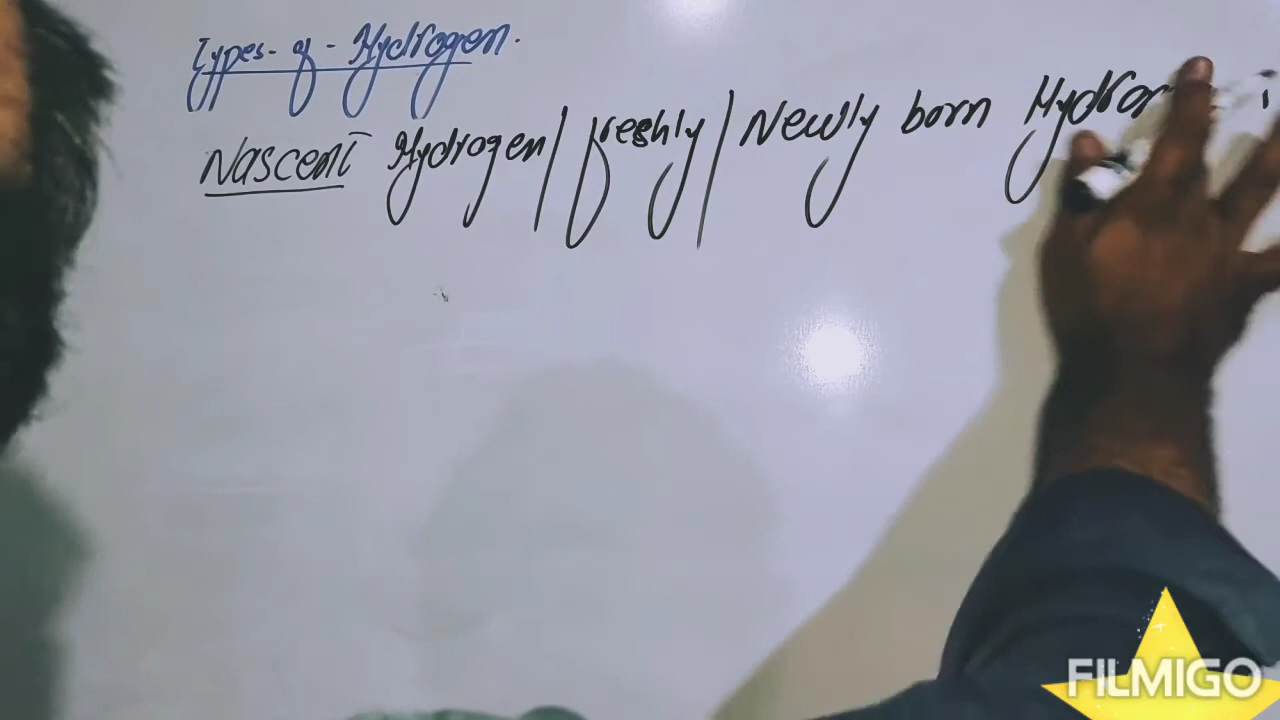 Types - of - Hydrogen.
Nascent Hydrogen / freshly / Newly born
FILMIGO